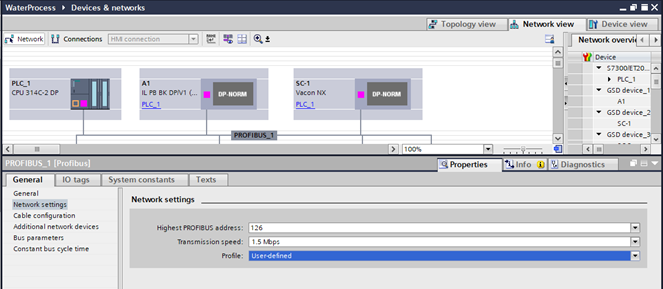 WaterProcess ▸ Devices & networks
Topology view
Network view
Device view
Network
Connections
HMI connection
Network overview
Device
S7300/ET20...
PLC_1
GSD device_1
A1
GSD device_2
SC-1
GSD device_3
PLC_1
CPU 314C-2 DP
A1
IL PB BK DP/V1 (...
DP-NORM
PLC_1
SC-1
Vacon NX
DP-NORM
PLC_1
PROFIBUS_1
100%
PROFIBUS_1 [Profibus]
Properties
Info
Diagnostics
General
IO tags
System constants
Texts
General
Network settings
Cable configuration
Additional network devices
Bus parameters
Constant bus cycle time
Network settings
Highest PROFIBUS address: 126
Transmission speed: 1.5 Mbps
Profile: User-defined